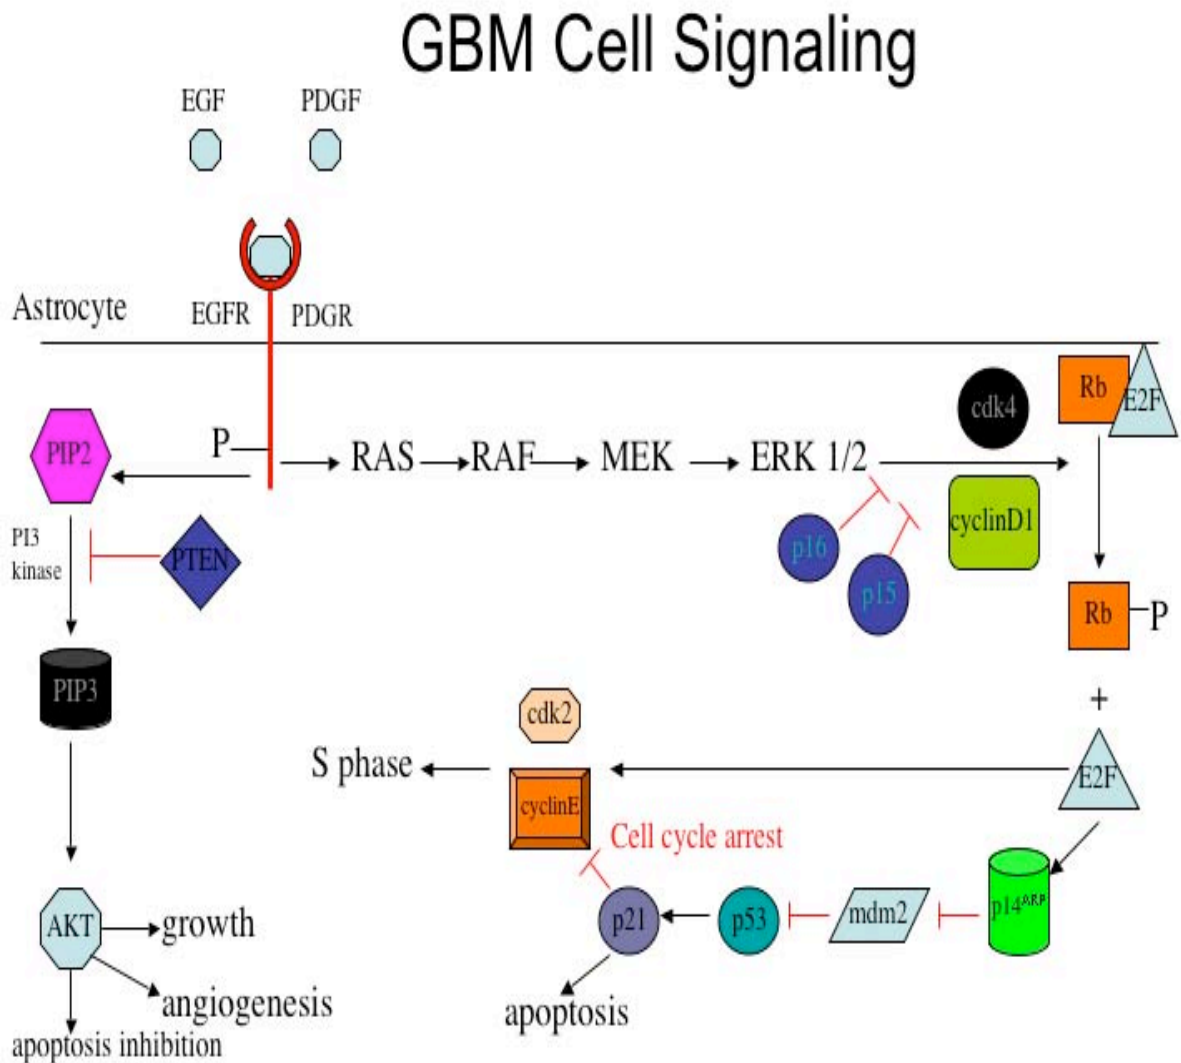 GBM Cell Signaling
EGF
PDGF
Astrocyte
EGFR
PDGR
PIP2
P
RAS
RAF
MEK
ERK 1/2
cdk4
Rb
E2F
PI3
kinase
PTEN
p16
p15
cyclinD1
Rb
P
PIP3
+
cdk2
S phase
cyclinE
E2F
Cell cycle arrest
AKT
growth
p21
p53
mdm2
p14ARP
angiogenesis
apoptosis
apoptosis inhibition